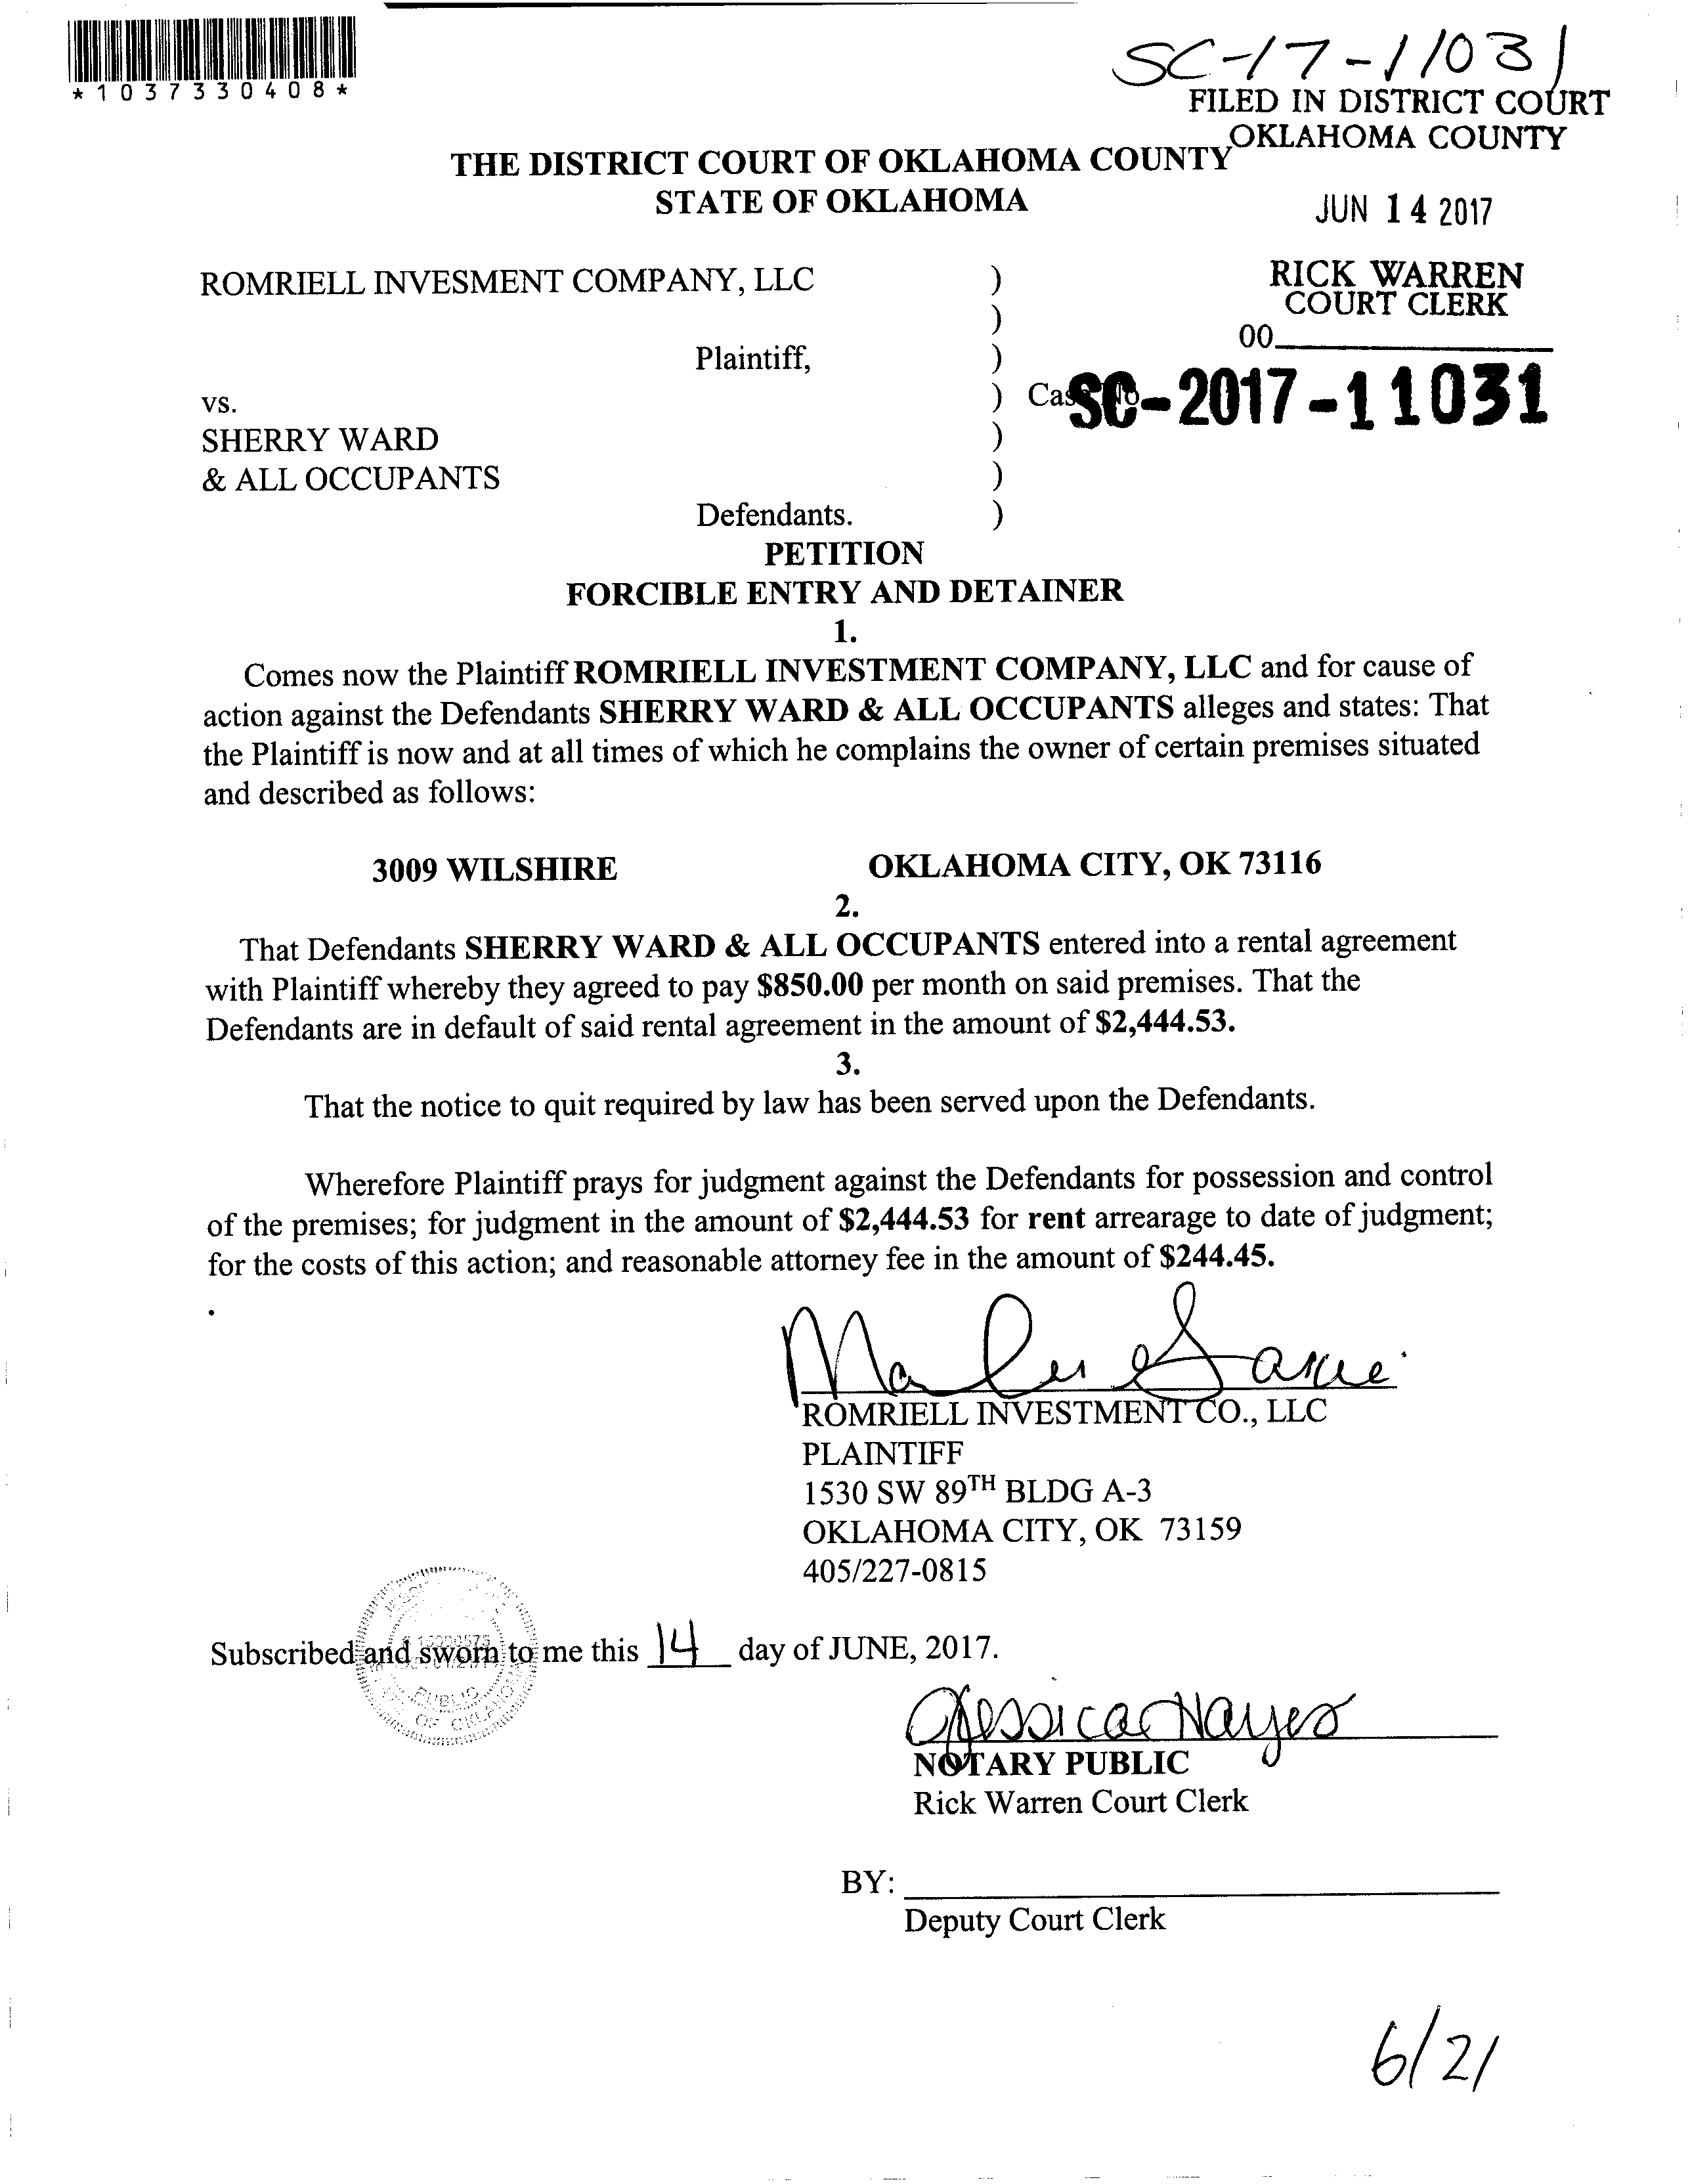 *1037330408*
SC-17-11031
FILED IN DISTRICT COURT
OKLAHOMA COUNTY
THE DISTRICT COURT OF OKLAHOMA COUNTY
STATE OF OKLAHOMA
JUN 14 2017
ROMRIELL INVESMENT COMPANY, LLC )
RICK WARREN
COURT CLERK
)
00
Plaintiff, )
vs. ) Case No SC-2017-11031
SHERRY WARD )
& ALL OCCUPANTS )
Defendants. )
PETITION
FORCIBLE ENTRY AND DETAINER
1.
Comes now the Plaintiff ROMRIELL INVESTMENT COMPANY, LLC and for cause of
action against the Defendants SHERRY WARD & ALL OCCUPANTS alleges and states: That
the Plaintiff is now and at all times of which he complains the owner of certain premises situated
and described as follows:
3009 WILSHIRE OKLAHOMA CITY, OK 73116
2.
That Defendants SHERRY WARD & ALL OCCUPANTS entered into a rental agreement
with Plaintiff whereby they agreed to pay $850.00 per month on said premises. That the
Defendants are in default of said rental agreement in the amount of $2,444.53.
3.
That the notice to quit required by law has been served upon the Defendants.
Wherefore Plaintiff prays for judgment against the Defendants for possession and control
of the premises; for judgment in the amount of $2,444.53 for rent arrearage to date of judgment;
for the costs of this action; and reasonable attorney fee in the amount of $244.45.
.
ROMRIELL INVESTMENT CO., LLC
PLAINTIFF
1530 SW 89TH BLDG A-3
OKLAHOMA CITY, OK 73159
405/227-0815
Subscribed and sworn to me this 14 day of JUNE, 2017.
PUBLIC
OF OKLAHOMA
Jessica Hayes
NOTARY PUBLIC
Rick Warren Court Clerk
BY:
Deputy Court Clerk
6/21